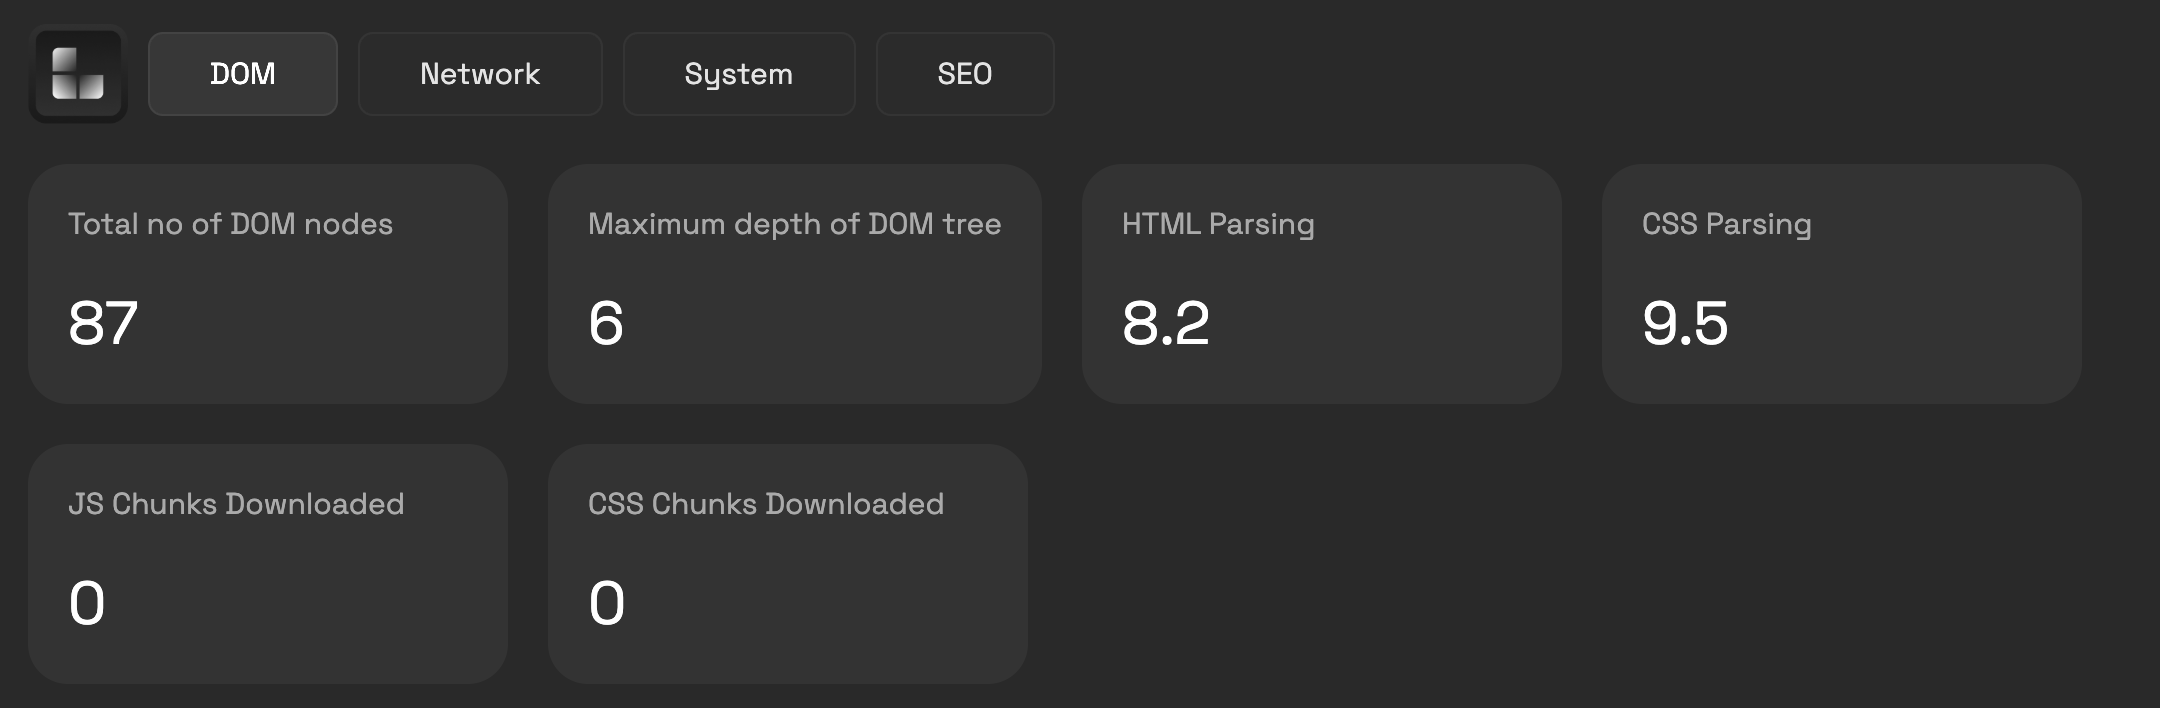 DOM
Network
System
SEO
Total no of DOM nodes
87
Maximum depth of DOM tree
6
HTML Parsing
8.2
CSS Parsing
9.5
JS Chunks Downloaded
0
CSS Chunks Downloaded
0